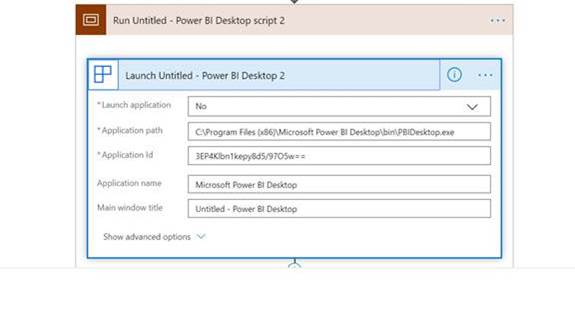 Run Untitled - Power BI Desktop script 2
Launch Untitled - Power BI Desktop 2
*Launch application
No
*Application path
C:\Program Files (x86)\Microsoft Power BI Desktop\bin\PBIDesktop.exe
*Application Id
3EP4Klbn1kepy8d5/97O5w==
Application name
Microsoft Power BI Desktop
Main window title
Untitled - Power BI Desktop
Show advanced options